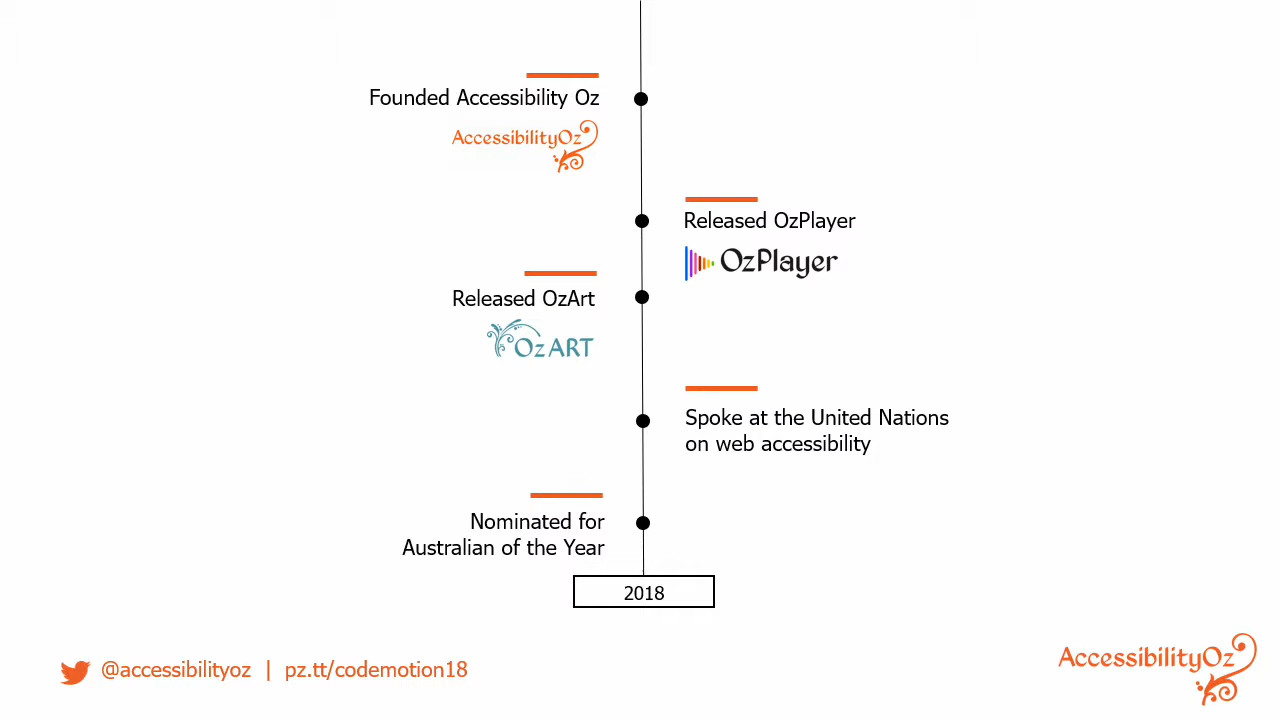 Founded Accessibility Oz
AccessibilityOz
Released OzPlayer
OzPlayer
Released OzArt
OzART
Spoke at the United Nations
on web accessibility
Nominated for
Australian of the Year
2018
@accessibilityoz | pz.tt/codemotion18
AccessibilityOz